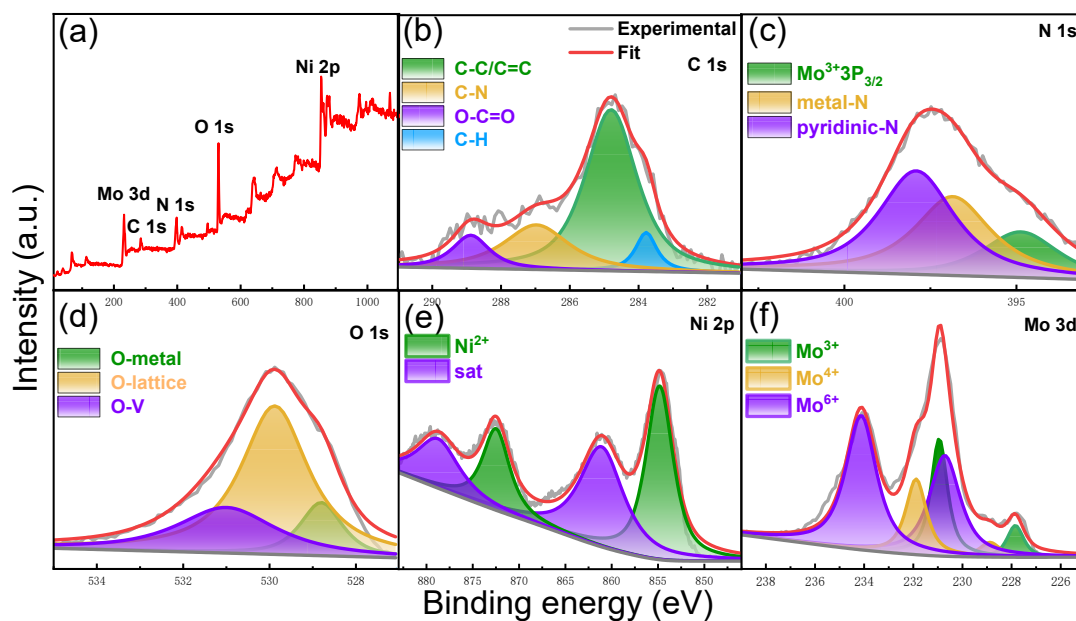 Intensity (a.u.)
(a)
Mo 3d
C 1s
N 1s
O 1s
Ni 2p
200 400 600 800 1000
(b)
Experimental
Fit
C 1s
C-C/C=C
C-N
O-C=O
C-H
290 288 286 284 282
(c)
N 1s
Mo³⁺3P₃/₂
metal-N
pyridinic-N
400 395
(d)
O 1s
O-metal
O-lattice
O-V
534 532 530 528
(e)
Ni 2p
Ni²⁺
sat
880 875 870 865 860 855 850
(f)
Mo 3d
Mo³⁺
Mo⁴⁺
Mo⁶⁺
238 236 234 232 230 228 226
Binding energy (eV)